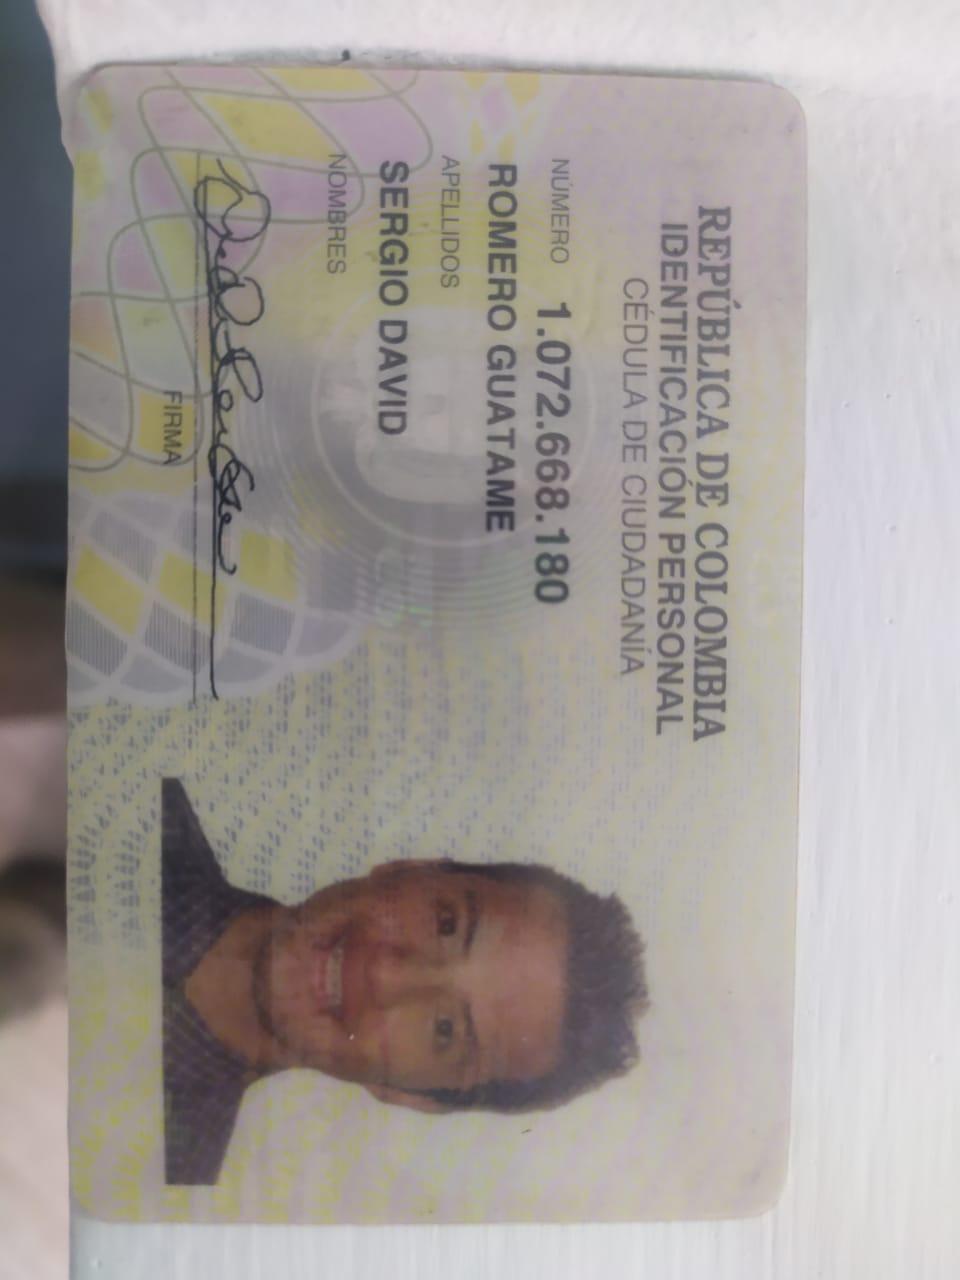 REPÚBLICA DE COLOMBIA
IDENTIFICACIÓN PERSONAL
CÉDULA DE CIUDADANÍA
NÚMERO 1.072.668.180
ROMERO GUATAME
APELLIDOS
SERGIO DAVID
NOMBRES
FIRMA